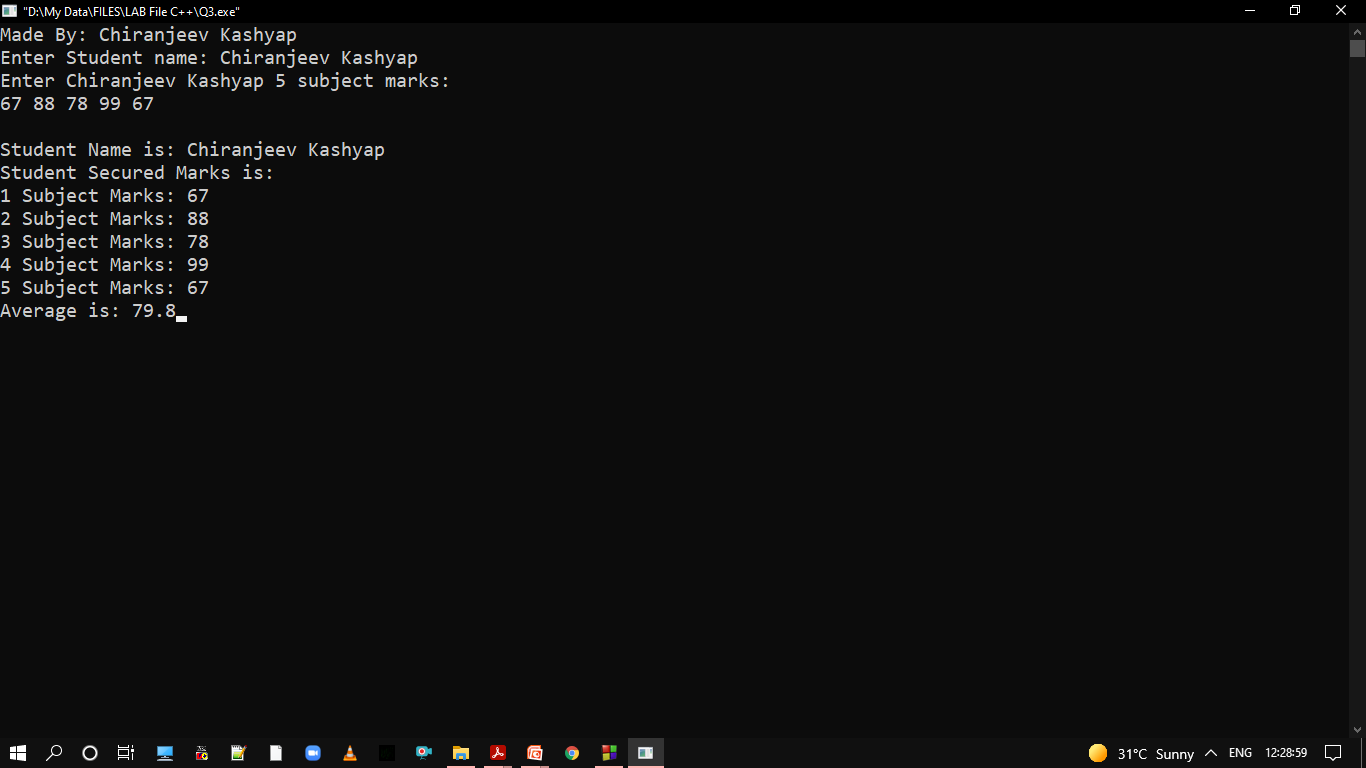 "D:\My Data\FILES\LAB File C++\Q3.exe"
Made By: Chiranjeev Kashyap
Enter Student name: Chiranjeev Kashyap
Enter Chiranjeev Kashyap 5 subject marks:
67 88 78 99 67
Student Name is: Chiranjeev Kashyap
Student Secured Marks is:
1 Subject Marks: 67
2 Subject Marks: 88
3 Subject Marks: 78
4 Subject Marks: 99
5 Subject Marks: 67
Average is: 79.8
31°C Sunny ENG 12:28:59